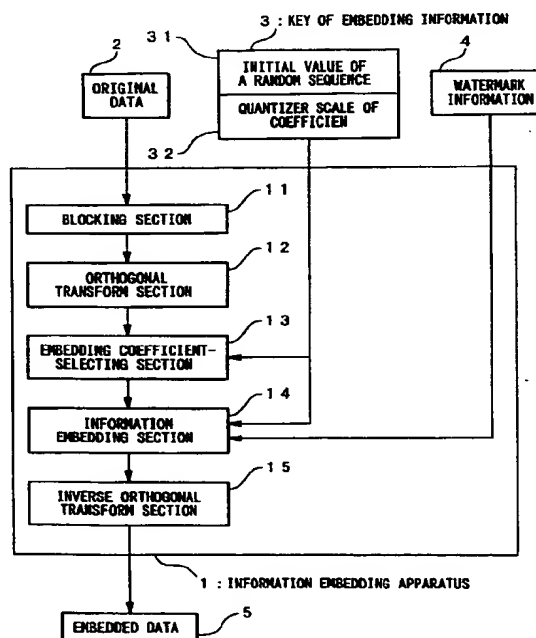 3 1
3 : KEY OF EMBEDDING INFORMATION
4
2
ORIGINAL
DATA
INITIAL VALUE OF
A RANDOM SEQUENCE
QUANTIZER SCALE OF
COEFFICIEN
WATERMARK
INFORMATION
3 2
1 1
BLOCKING SECTION
1 2
ORTHOGONAL
TRANSFORM SECTION
1 3
EMBEDDING COEFFICIENT-
SELECTING SECTION
1 4
INFORMATION
EMBEDDING SECTION
1 5
INVERSE ORTHOGONAL
TRANSFORM SECTION
1 : INFORMATION EMBEDDING APPARATUS
5
EMBEDDED DATA